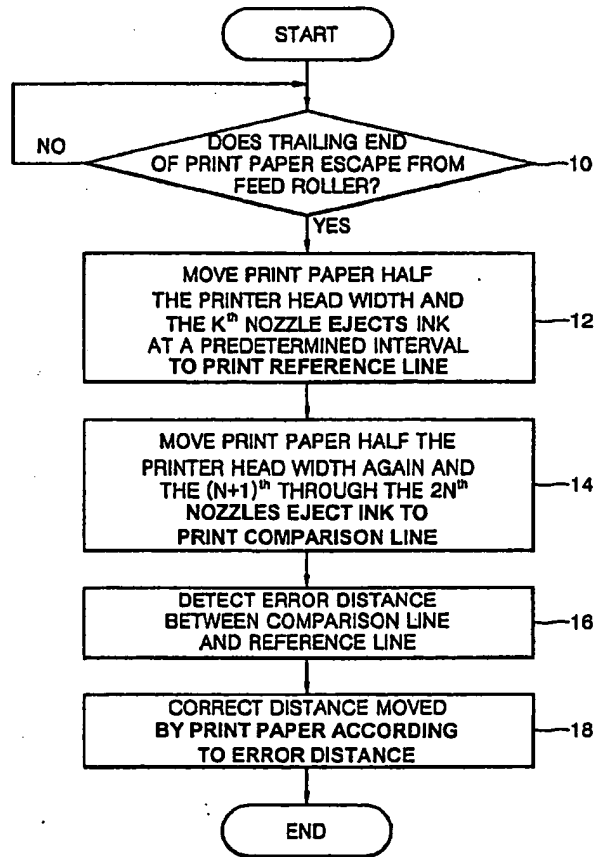 START
DOES TRAILING END
OF PRINT PAPER ESCAPE FROM
FEED ROLLER?
NO
10
YES
MOVE PRINT PAPER HALF
THE PRINTER HEAD WIDTH AND
THE Kth NOZZLE EJECTS INK
AT A PREDETERMINED INTERVAL
TO PRINT REFERENCE LINE
12
MOVE PRINT PAPER HALF THE
PRINTER HEAD WIDTH AGAIN AND
THE (N+1)th THROUGH THE 2Nth
NOZZLES EJECT INK TO
PRINT COMPARISON LINE
14
DETECT ERROR DISTANCE
BETWEEN COMPARISON LINE
AND REFERENCE LINE
16
CORRECT DISTANCE MOVED
BY PRINT PAPER ACCORDING
TO ERROR DISTANCE
18
END